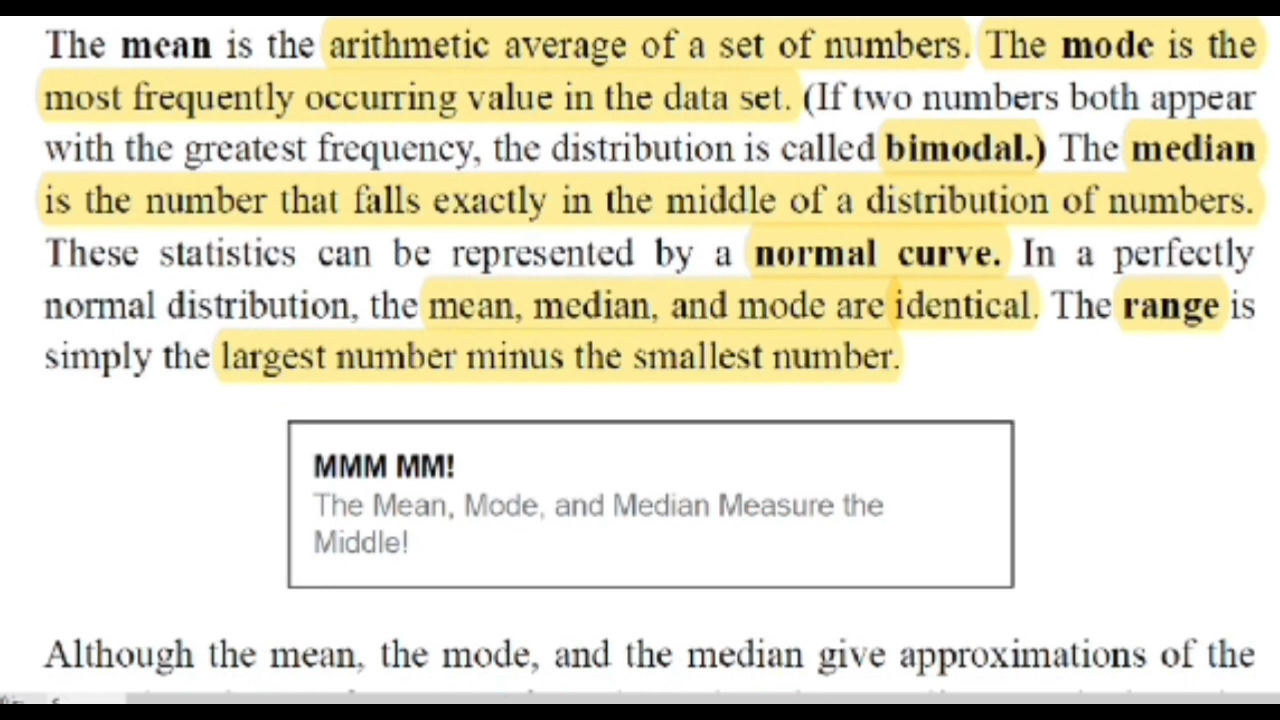 The mean is the arithmetic average of a set of numbers. The mode is the
most frequently occurring value in the data set. (If two numbers both appear
with the greatest frequency, the distribution is called bimodal.) The median
is the number that falls exactly in the middle of a distribution of numbers.
These statistics can be represented by a normal curve. In a perfectly
normal distribution, the mean, median, and mode are identical. The range is
simply the largest number minus the smallest number.
MMM MM!
The Mean, Mode, and Median Measure the
Middle!
Although the mean, the mode, and the median give approximations of the